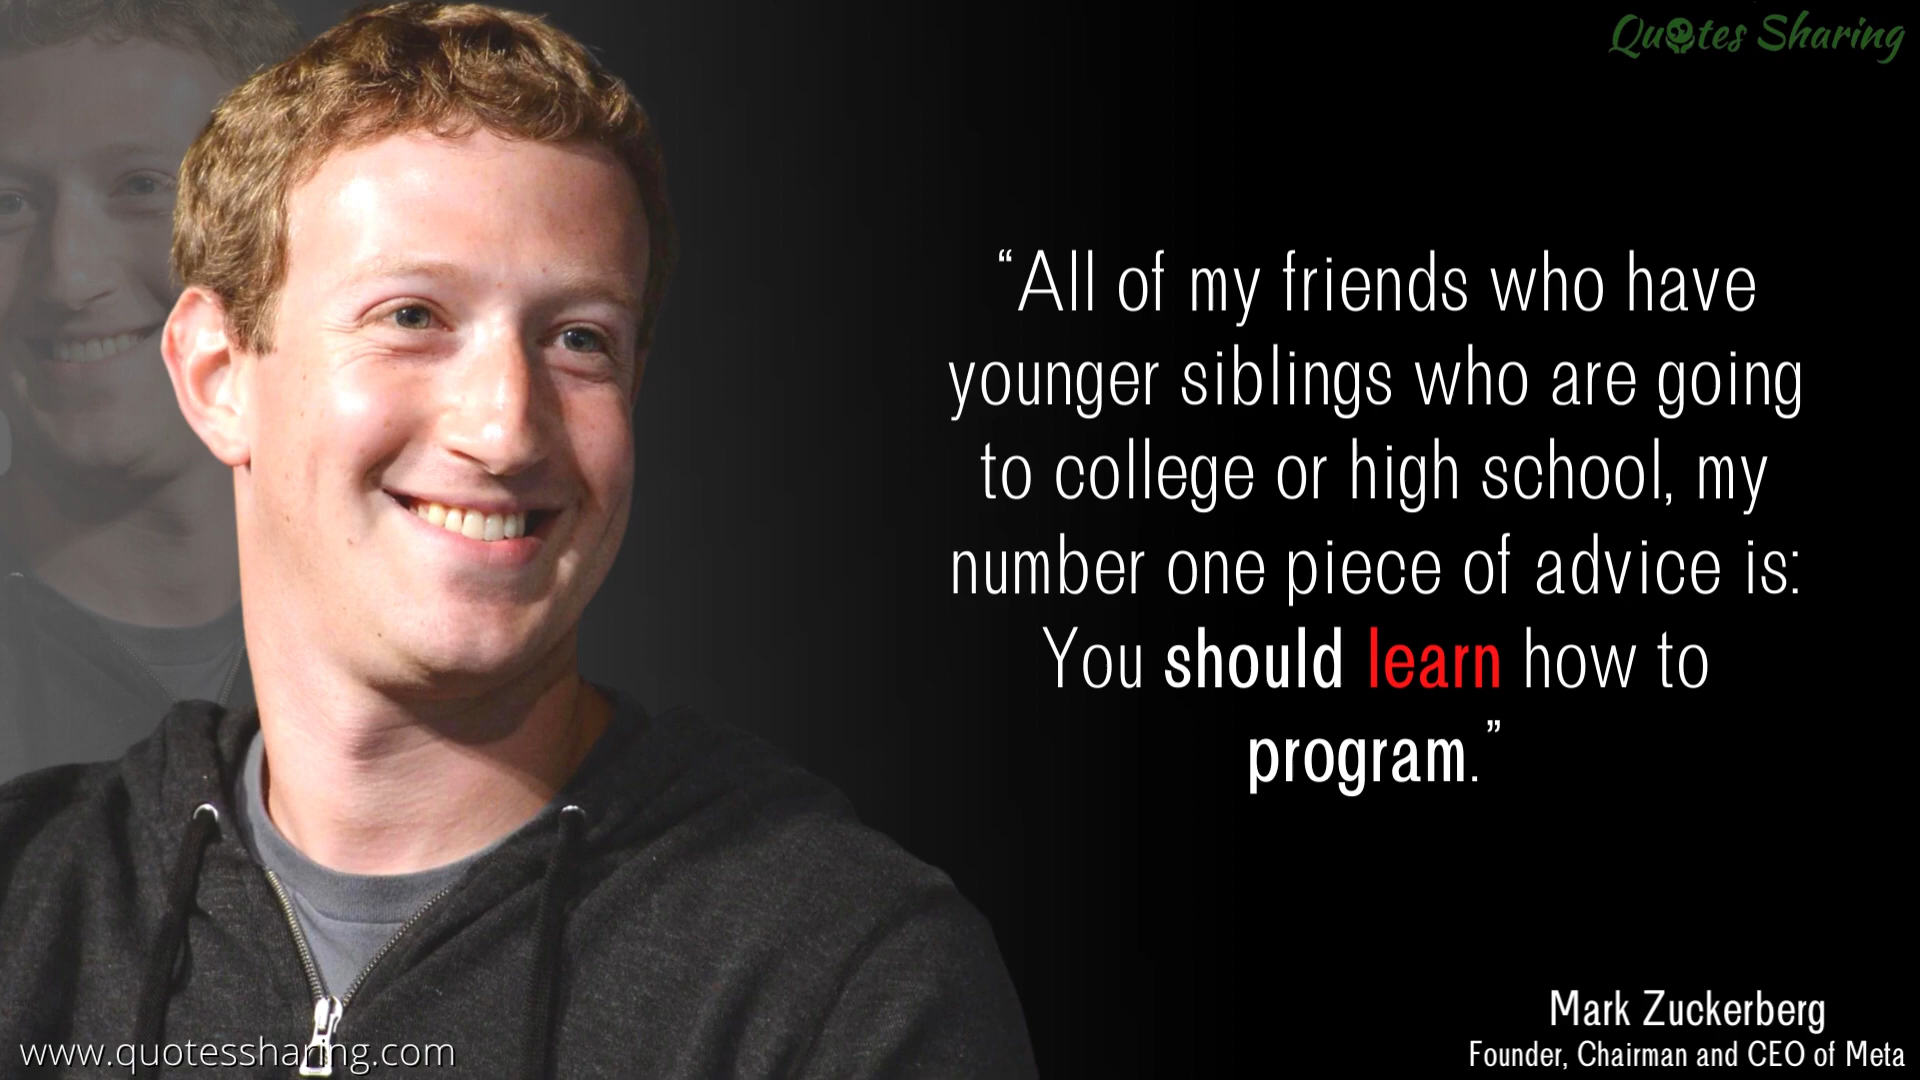 Quotes Sharing
“All of my friends who have
younger siblings who are going
to college or high school, my
number one piece of advice is:
You should learn how to
program.”
Mark Zuckerberg
Founder, Chairman and CEO of Meta
www.quotessharing.com